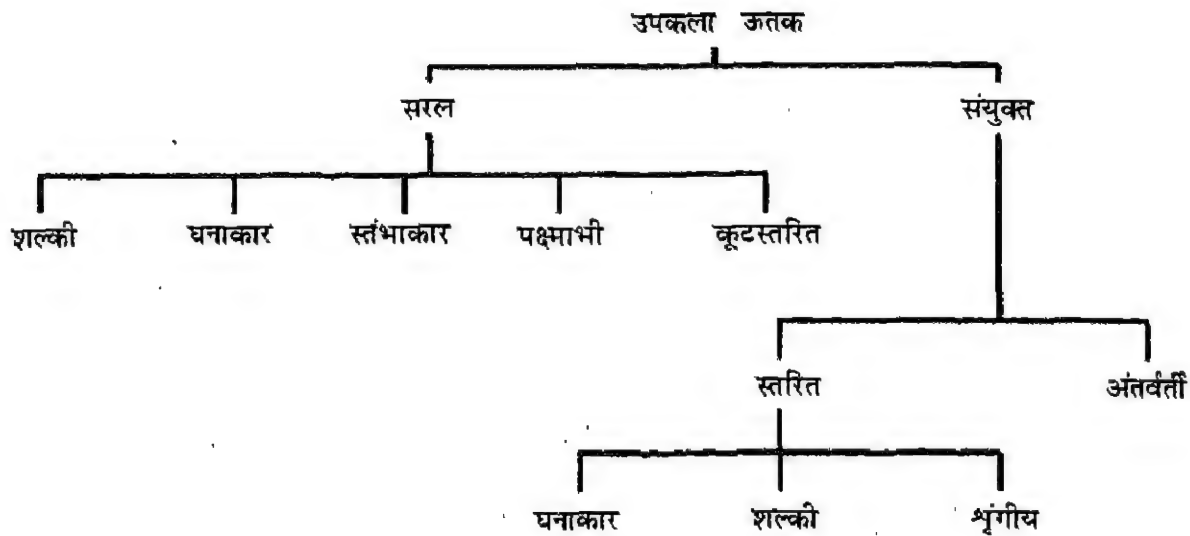 उपकला ऊतक
सरल संयुक्त
शल्की घनाकार स्तंभाकार पक्ष्माभी कूटस्तरित
स्तरित अंतर्वर्ती
घनाकार शल्की श्रृंगीय